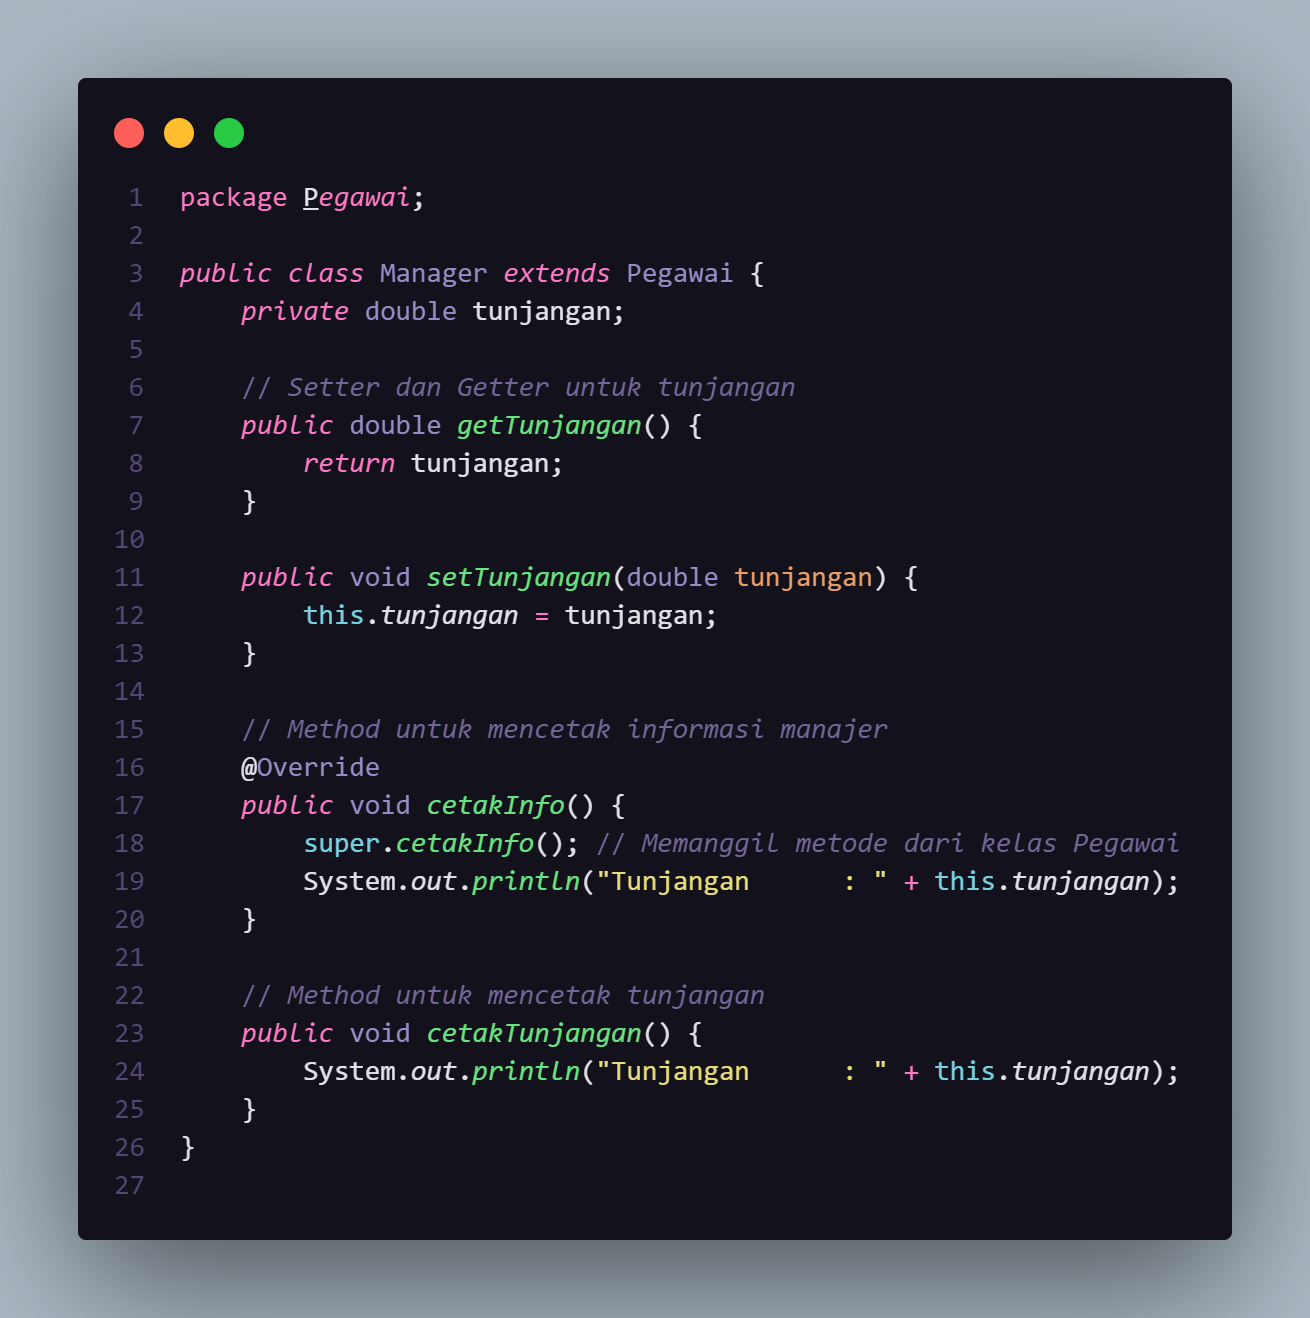 1 package Pegawai;
2
3 public class Manager extends Pegawai {
4     private double tunjangan;
5
6     // Setter dan Getter untuk tunjangan
7     public double getTunjangan() {
8         return tunjangan;
9     }
10
11     public void setTunjangan(double tunjangan) {
12         this.tunjangan = tunjangan;
13     }
14
15     // Method untuk mencetak informasi manajer
16     @Override
17     public void cetakInfo() {
18         super.cetakInfo(); // Memanggil metode dari kelas Pegawai
19         System.out.println("Tunjangan      : " + this.tunjangan);
20     }
21
22     // Method untuk mencetak tunjangan
23     public void cetakTunjangan() {
24         System.out.println("Tunjangan      : " + this.tunjangan);
25     }
26 }
27